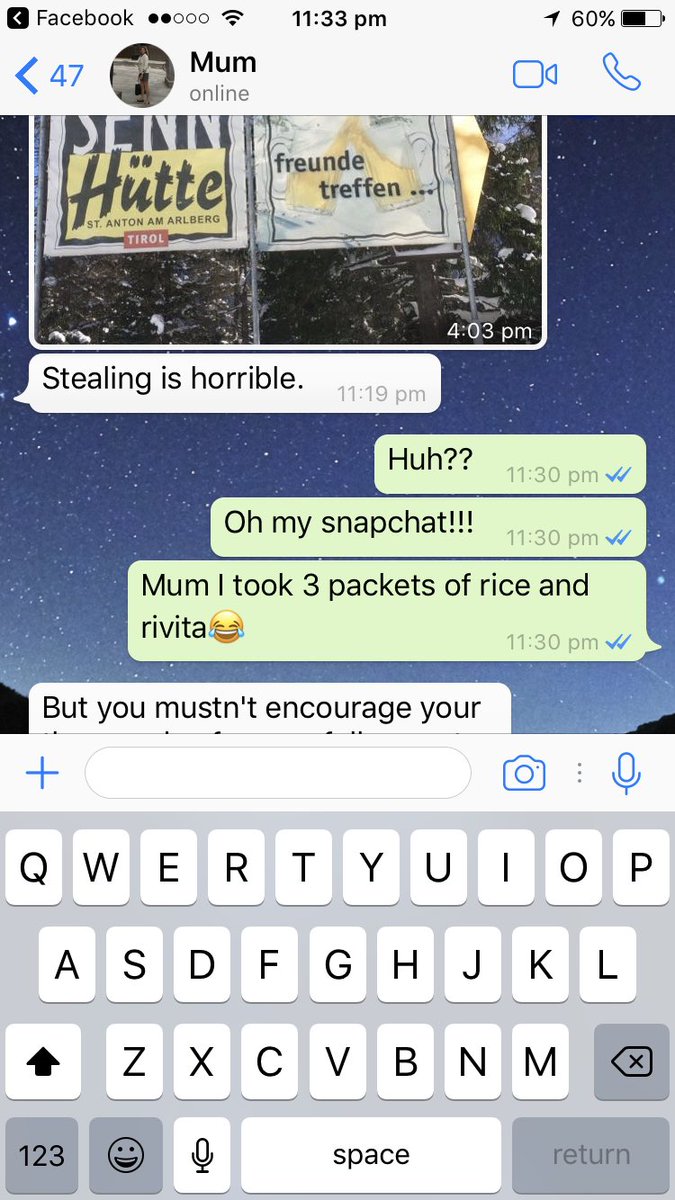 Facebook
11:33 pm
60%
47
Mum
online
SENN
Hütte
ST. ANTON AM ARLBERG
TIROL
freunde
treffen ...
4:03 pm
Stealing is horrible.
11:19 pm
Huh??
11:30 pm
Oh my snapchat!!!
11:30 pm
Mum I took 3 packets of rice and
rivita😂
11:30 pm
But you mustn't encourage your
Q W E R T Y U I O P
A S D F G H J K L
Z X C V B N M
123
space
return